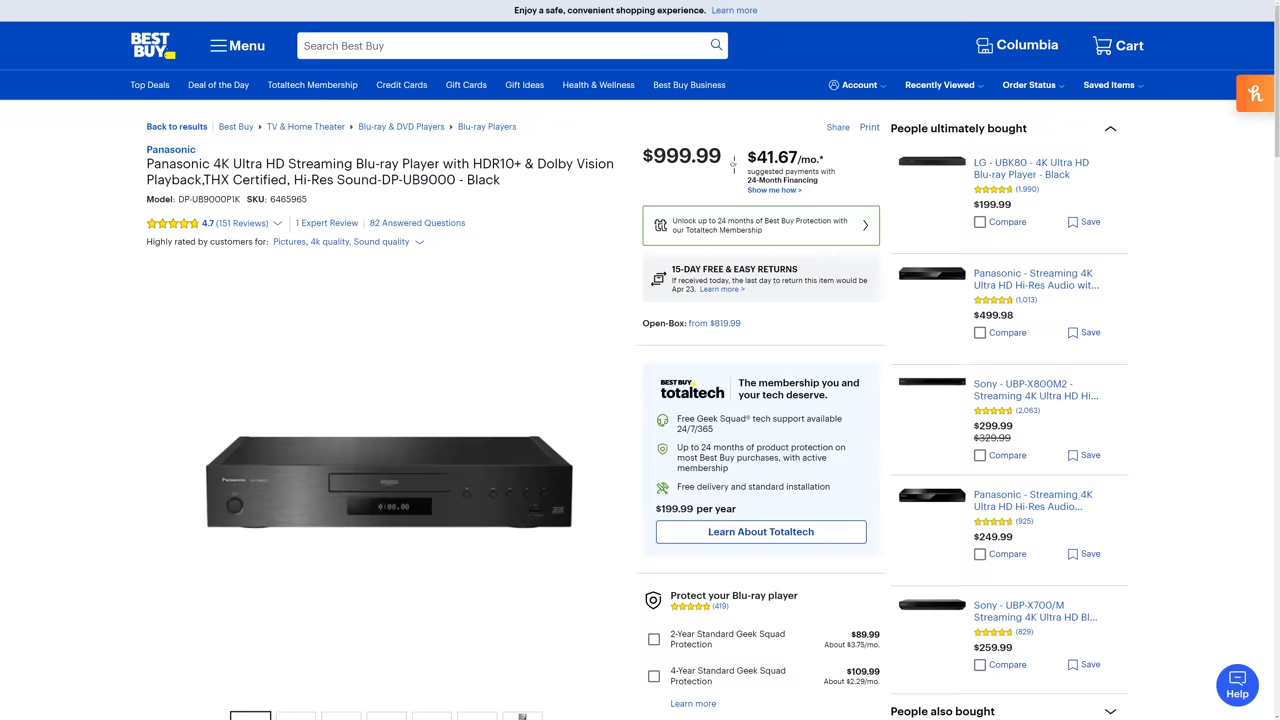 Enjoy a safe, convenient shopping experience. Learn more
BEST BUY
Menu
Search Best Buy
Columbia
Cart
Top Deals
Deal of the Day
Totaltech Membership
Credit Cards
Gift Cards
Gift Ideas
Health & Wellness
Best Buy Business
Account
Recently Viewed
Order Status
Saved Items
Back to results
Best Buy
TV & Home Theater
Blu-ray & DVD Players
Blu-ray Players
Share
Print
Panasonic
Panasonic 4K Ultra HD Streaming Blu-ray Player with HDR10+ & Dolby Vision
Playback,THX Certified, Hi-Res Sound-DP-UB9000 - Black
Model: DP-UB9000P1K SKU: 6465965
4.7 (151 Reviews)
1 Expert Review
82 Answered Questions
Highly rated by customers for: Pictures, 4k quality, Sound quality
Panasonic
0:00.00
$999.99
Or
$41.67/mo.*
suggested payments with
24-Month Financing
Show me how >
Unlock up to 24 months of Best Buy Protection with
our Totaltech Membership
15-DAY FREE & EASY RETURNS
If received today, the last day to return this item would be
Apr 23. Learn more >
Open-Box: from $819.99
BEST BUY
totaltech
The membership you and
your tech deserve.
Free Geek Squad® tech support available
24/7/365
Up to 24 months of product protection on
most Best Buy purchases, with active
membership
Free delivery and standard installation
$199.99 per year
Learn About Totaltech
Protect your Blu-ray player
(419)
2-Year Standard Geek Squad
Protection
$89.99
About $3.75/mo.
4-Year Standard Geek Squad
Protection
$109.99
About $2.29/mo.
Learn more
People ultimately bought
LG - UBK80 - 4K Ultra HD
Blu-ray Player - Black
(1,990)
$199.99
Compare
Save
Panasonic - Streaming 4K
Ultra HD Hi-Res Audio wit...
(1,013)
$499.98
Compare
Save
Sony - UBP-X800M2 -
Streaming 4K Ultra HD Hi...
(2,063)
$299.99
$329.99
Compare
Save
Panasonic - Streaming 4K
Ultra HD Hi-Res Audio...
(925)
$249.99
Compare
Save
Sony - UBP-X700/M
Streaming 4K Ultra HD Bl...
(829)
$259.99
Compare
Save
People also bought
Help